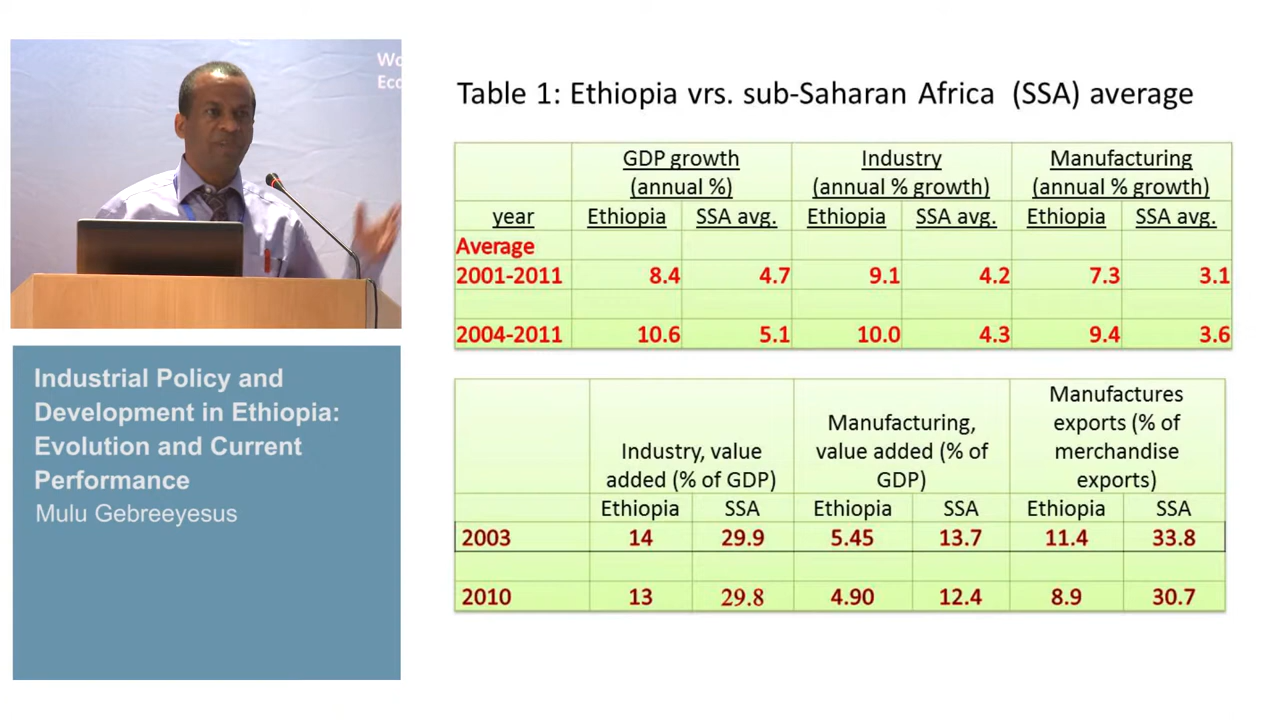 Wo
Eco
Industrial Policy and
Development in Ethiopia:
Evolution and Current
Performance
Mulu Gebreeyesus
Table 1: Ethiopia vrs. sub-Saharan Africa (SSA) average
GDP growth (annual %) Industry (annual % growth) Manufacturing (annual % growth)
year Ethiopia SSA avg. Ethiopia SSA avg. Ethiopia SSA avg.
Average
2001-2011 8.4 4.7 9.1 4.2 7.3 3.1
2004-2011 10.6 5.1 10.0 4.3 9.4 3.6
Industry, value added (% of GDP) Manufacturing, value added (% of GDP) Manufactures exports (% of merchandise exports)
Ethiopia SSA Ethiopia SSA Ethiopia SSA
2003 14 29.9 5.45 13.7 11.4 33.8
2010 13 29.8 4.90 12.4 8.9 30.7